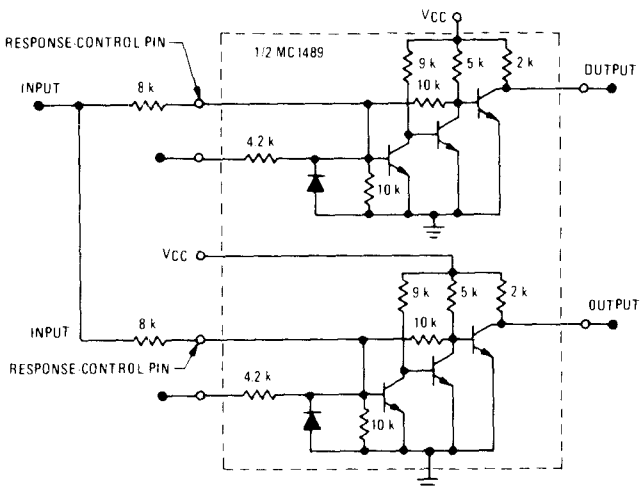 VCC
RESPONSE-CONTROL PIN
1/2 MC1489
INPUT
8 k
9 k
5 k
2 k
OUTPUT
10 k
4.2 k
10 k
VCC
9 k
5 k
2 k
OUTPUT
INPUT
8 k
10 k
RESPONSE-CONTROL PIN
4.2 k
10 k